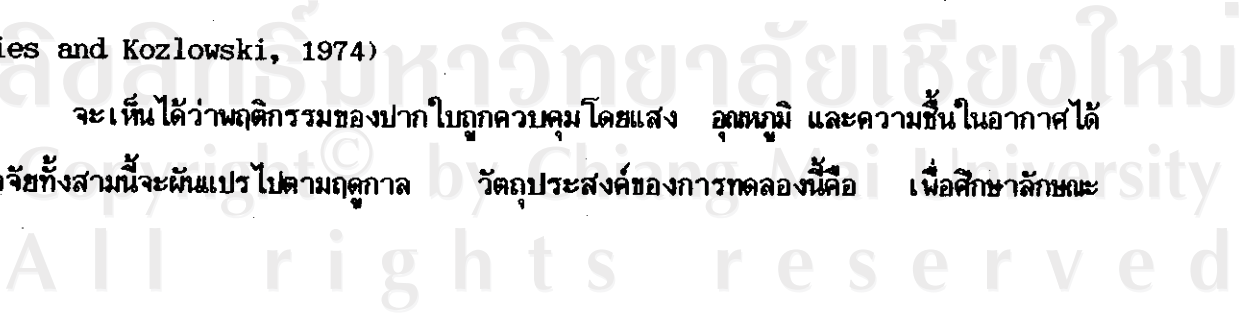 ies and Kozlowski, 1974)
จะเห็นได้ว่าพฤติกรรมของปากใบถูกควบคุมโดยแสง อุณหภูมิ และความชื้นในอากาศได้
จัยทั้งสามนี้จะผันแปรไปตามฤดูกาล วัตถุประสงค์ของการทดลองนี้คือ เพื่อศึกษาลักษณะ
ลิขสิทธิ์มหาวิทยาลัยเชียงใหม่
Copyright© by Chiang Mai University
All rights reserved